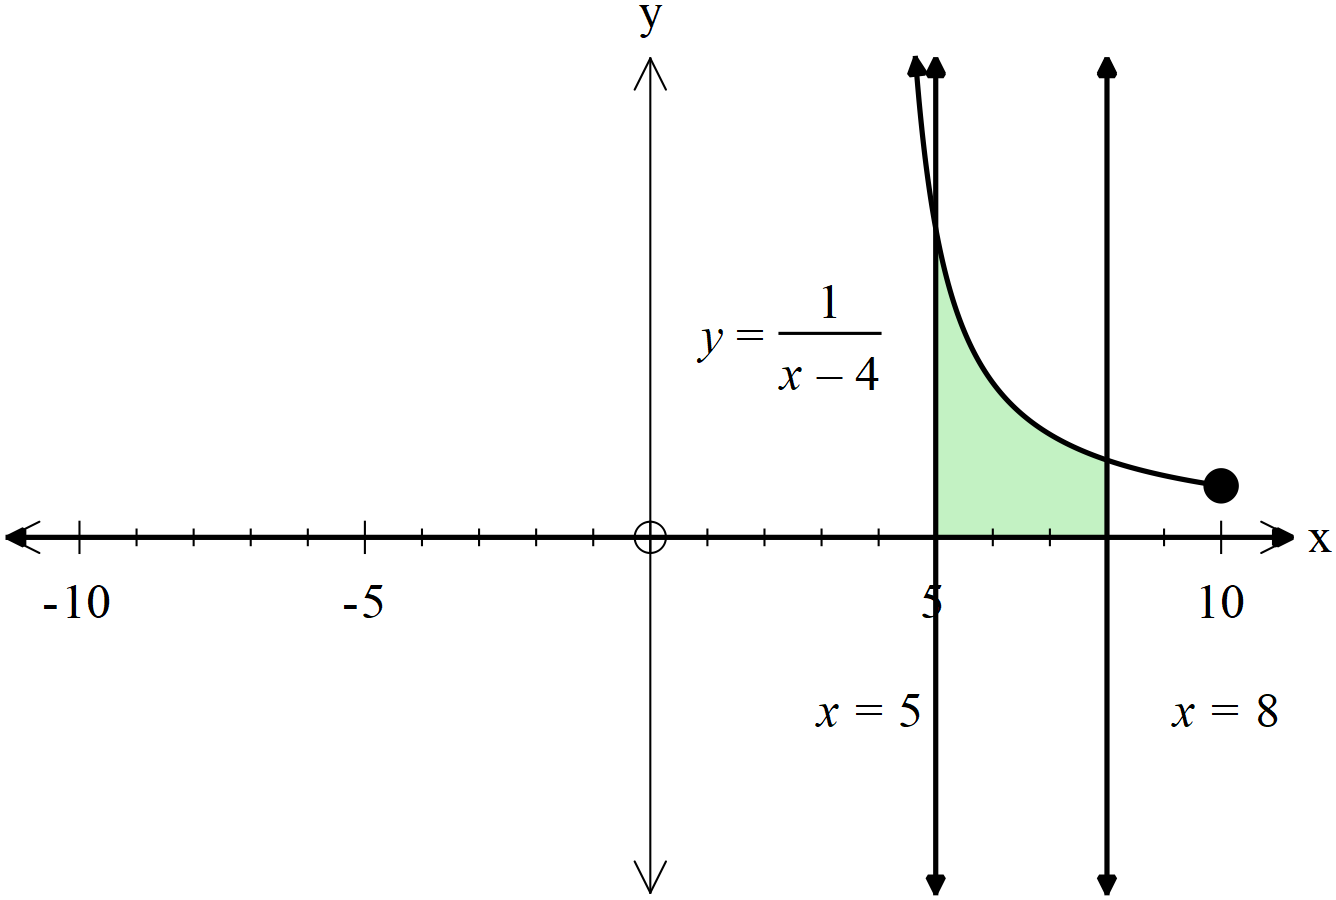 y
y = 1/(x – 4)
x
-10 -5 5 10
x = 5 x = 8